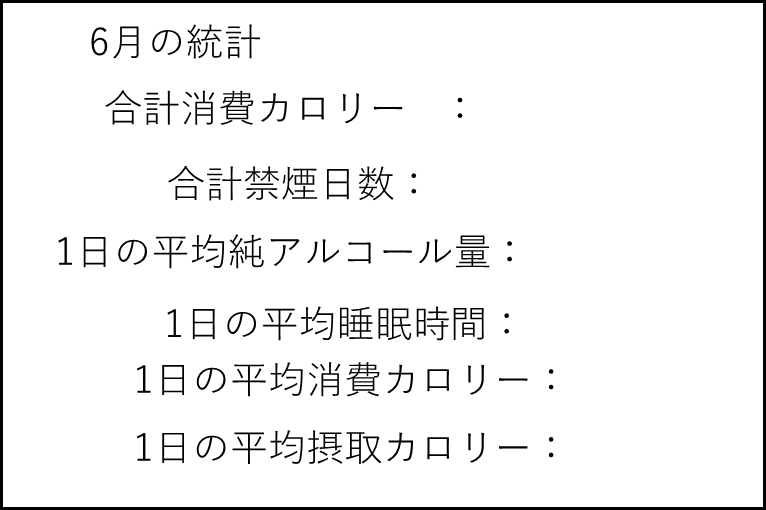 6月の統計
合計消費カロリー　：
合計禁煙日数：
1日の平均純アルコール量：
1日の平均睡眠時間：
1日の平均消費カロリー：
1日の平均摂取カロリー：